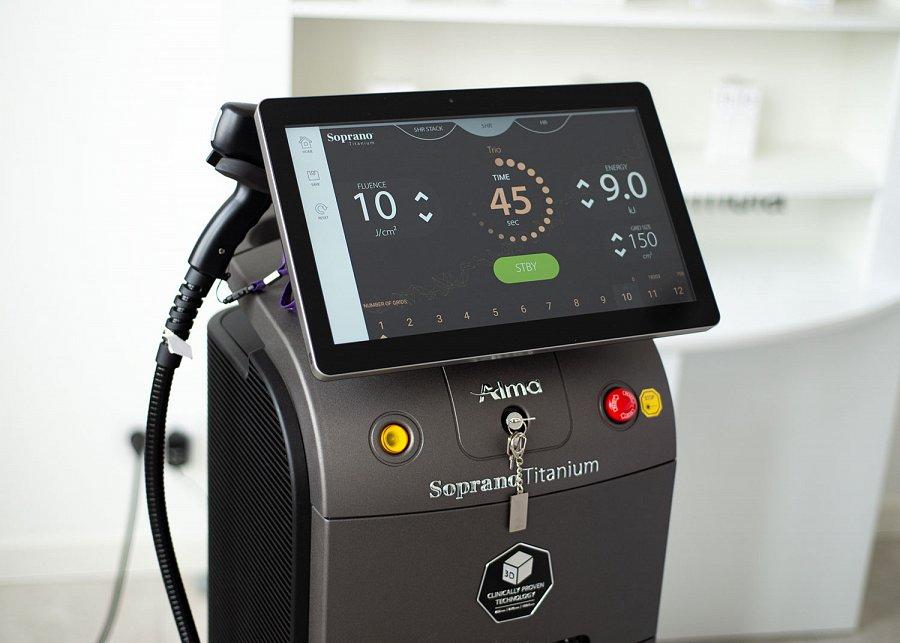 Soprano
Titanium
HOME
SAVE
RESET
SHR STACK
SHR
HR
Trio
TIME
45
sec
FLUENCE
10
J/cm²
ENERGY
9.0
kJ
GRID SIZE
150
cm²
STBY
NUMBER OF GRIDS:
1 2 3 4 5 6 7 8 9 10 11 12
Alma
STOP
Soprano Titanium
3D
CLINICALLY PROVEN
TECHNOLOGY